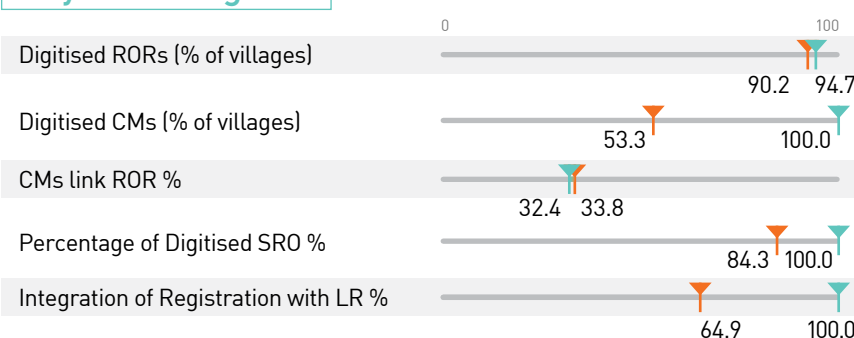 0 100
Digitised RORs (% of villages)
90.2 94.7
Digitised CMs (% of villages)
53.3 100.0
CMs link ROR %
32.4 33.8
Percentage of Digitised SRO %
84.3 100.0
Integration of Registration with LR %
64.9 100.0